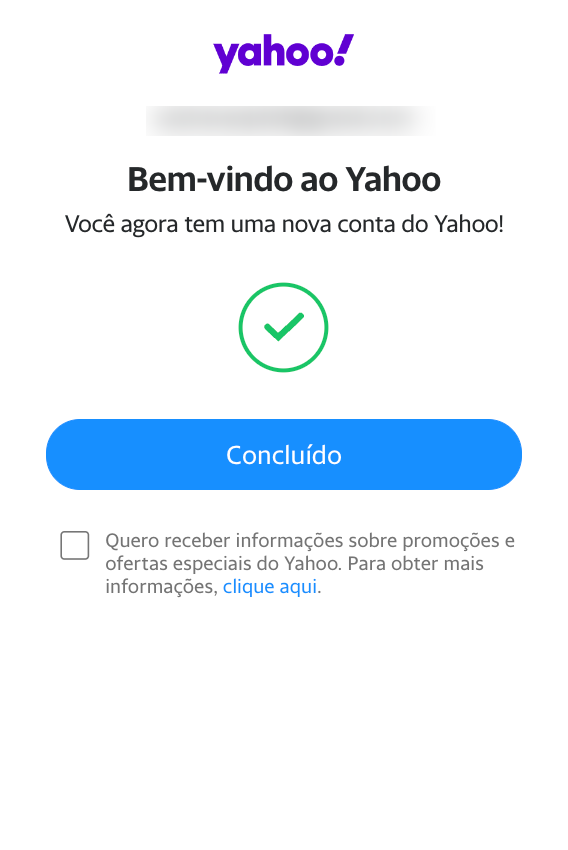 yahoo!
Bem-vindo ao Yahoo
Você agora tem uma nova conta do Yahoo!
Concluído
Quero receber informações sobre promoções e
ofertas especiais do Yahoo. Para obter mais
informações, clique aqui.